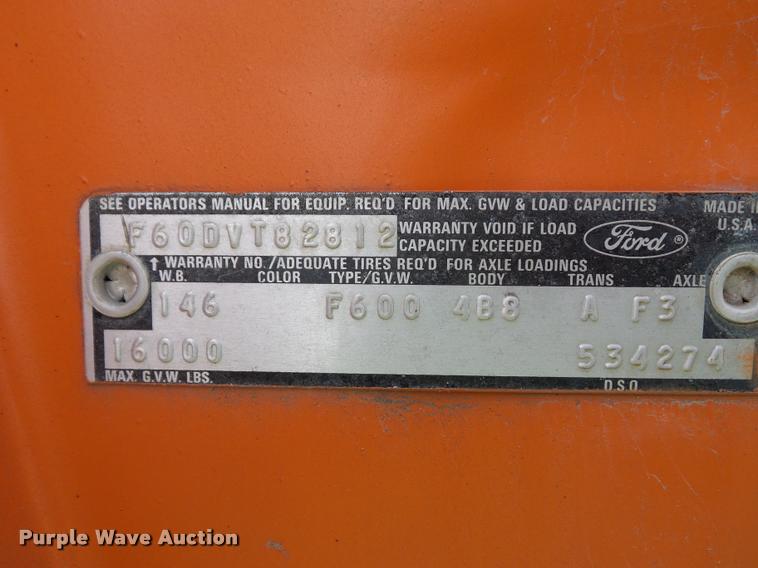 SEE OPERATORS MANUAL FOR EQUIP. REQ'D FOR MAX. GVW & LOAD CAPACITIES
MADE I
U.S.A.
F60DVT82812
WARRANTY VOID IF LOAD
CAPACITY EXCEEDED
Ford ®
↑ WARRANTY NO./ADEQUATE TIRES REQ'D FOR AXLE LOADINGS
W.B. COLOR TYPE/G.V.W. BODY TRANS AXLE
146 F600 4B8 A F3
16000 534274
MAX. G.V.W. LBS. D.S.O.
Purple Wave Auction